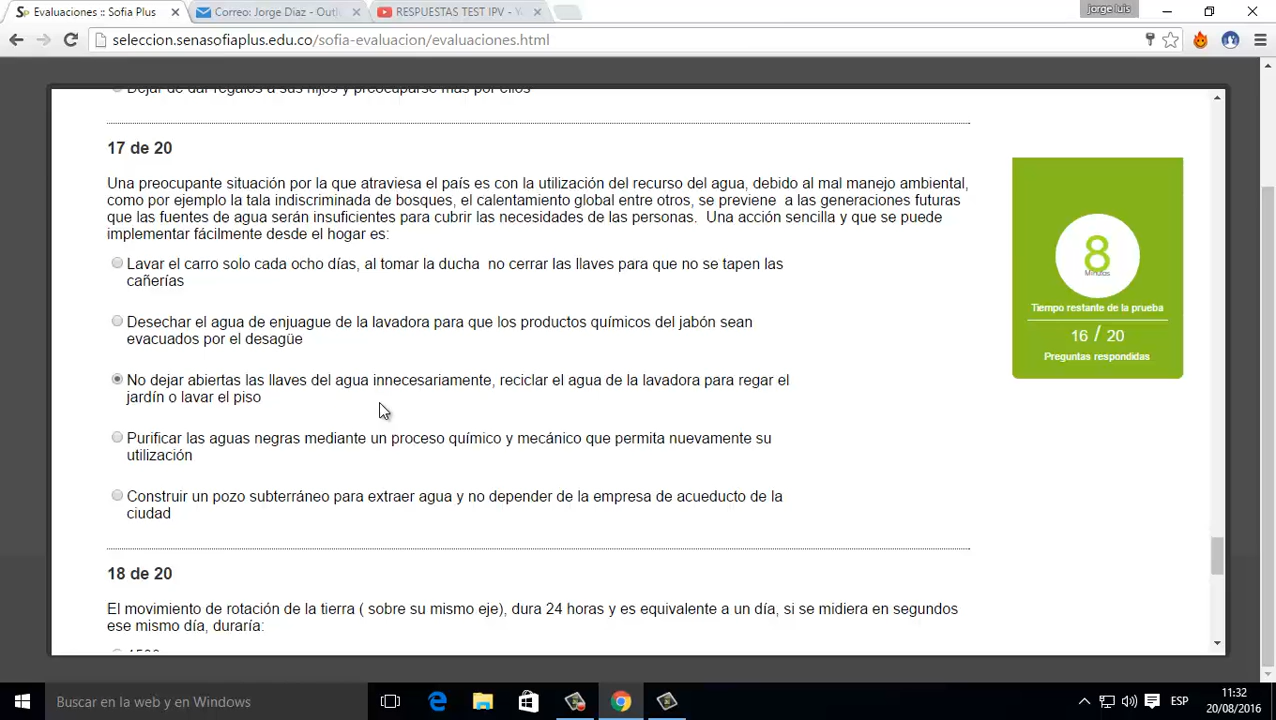 Evaluaciones :: Sofia Plus
Correo: Jorge Diaz - Outl
RESPUESTAS TEST IPV - Y
jorge luis
seleccion.senasofiaplus.edu.co/sofia-evaluacion/evaluaciones.html
Dejar de dar regalos a sus hijos y preocuparse más por ellos
17 de 20
Una preocupante situación por la que atraviesa el país es con la utilización del recurso del agua, debido al mal manejo ambiental,
como por ejemplo la tala indiscriminada de bosques, el calentamiento global entre otros, se previene a las generaciones futuras
que las fuentes de agua serán insuficientes para cubrir las necesidades de las personas. Una acción sencilla y que se puede
implementar fácilmente desde el hogar es:
Lavar el carro solo cada ocho días, al tomar la ducha no cerrar las llaves para que no se tapen las
cañerías
Desechar el agua de enjuague de la lavadora para que los productos químicos del jabón sean
evacuados por el desagüe
No dejar abiertas las llaves del agua innecesariamente, reciclar el agua de la lavadora para regar el
jardín o lavar el piso
Purificar las aguas negras mediante un proceso químico y mecánico que permita nuevamente su
utilización
Construir un pozo subterráneo para extraer agua y no depender de la empresa de acueducto de la
ciudad
18 de 20
El movimiento de rotación de la tierra ( sobre su mismo eje), dura 24 horas y es equivalente a un día, si se midiera en segundos
ese mismo día, duraría:
8
Minutos
Tiempo restante de la prueba
16 / 20
Preguntas respondidas
Buscar en la web y en Windows
ESP
11:32
20/08/2016